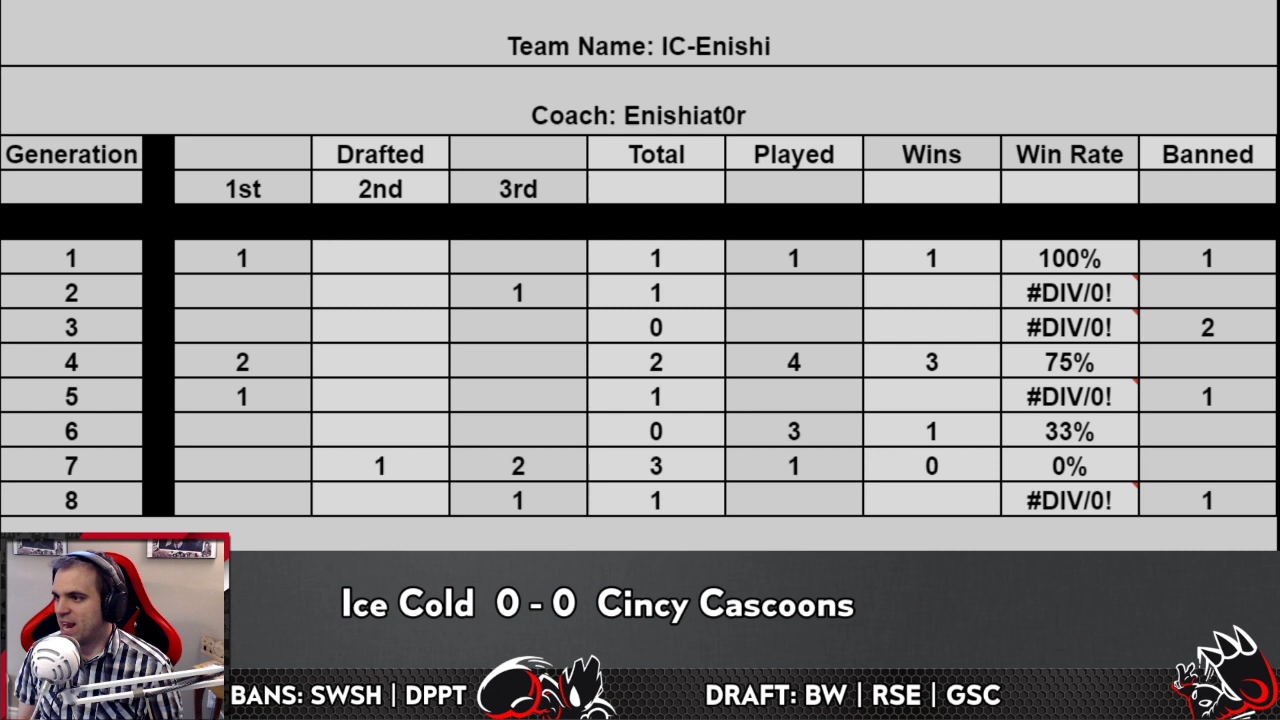 Team Name: IC-Enishi
Coach: Enishiat0r
Generation Drafted Total Played Wins Win Rate Banned
1st 2nd 3rd
1 1 1 1 1 100% 1
2 1 1 #DIV/0!
3 0 #DIV/0! 2
4 2 2 4 3 75%
5 1 1 #DIV/0! 1
6 0 3 1 33%
7 1 2 3 1 0 0%
8 1 1 #DIV/0! 1
Ice Cold 0 - 0 Cincy Cascoons
BANS: SWSH | DPPT DRAFT: BW | RSE | GSC